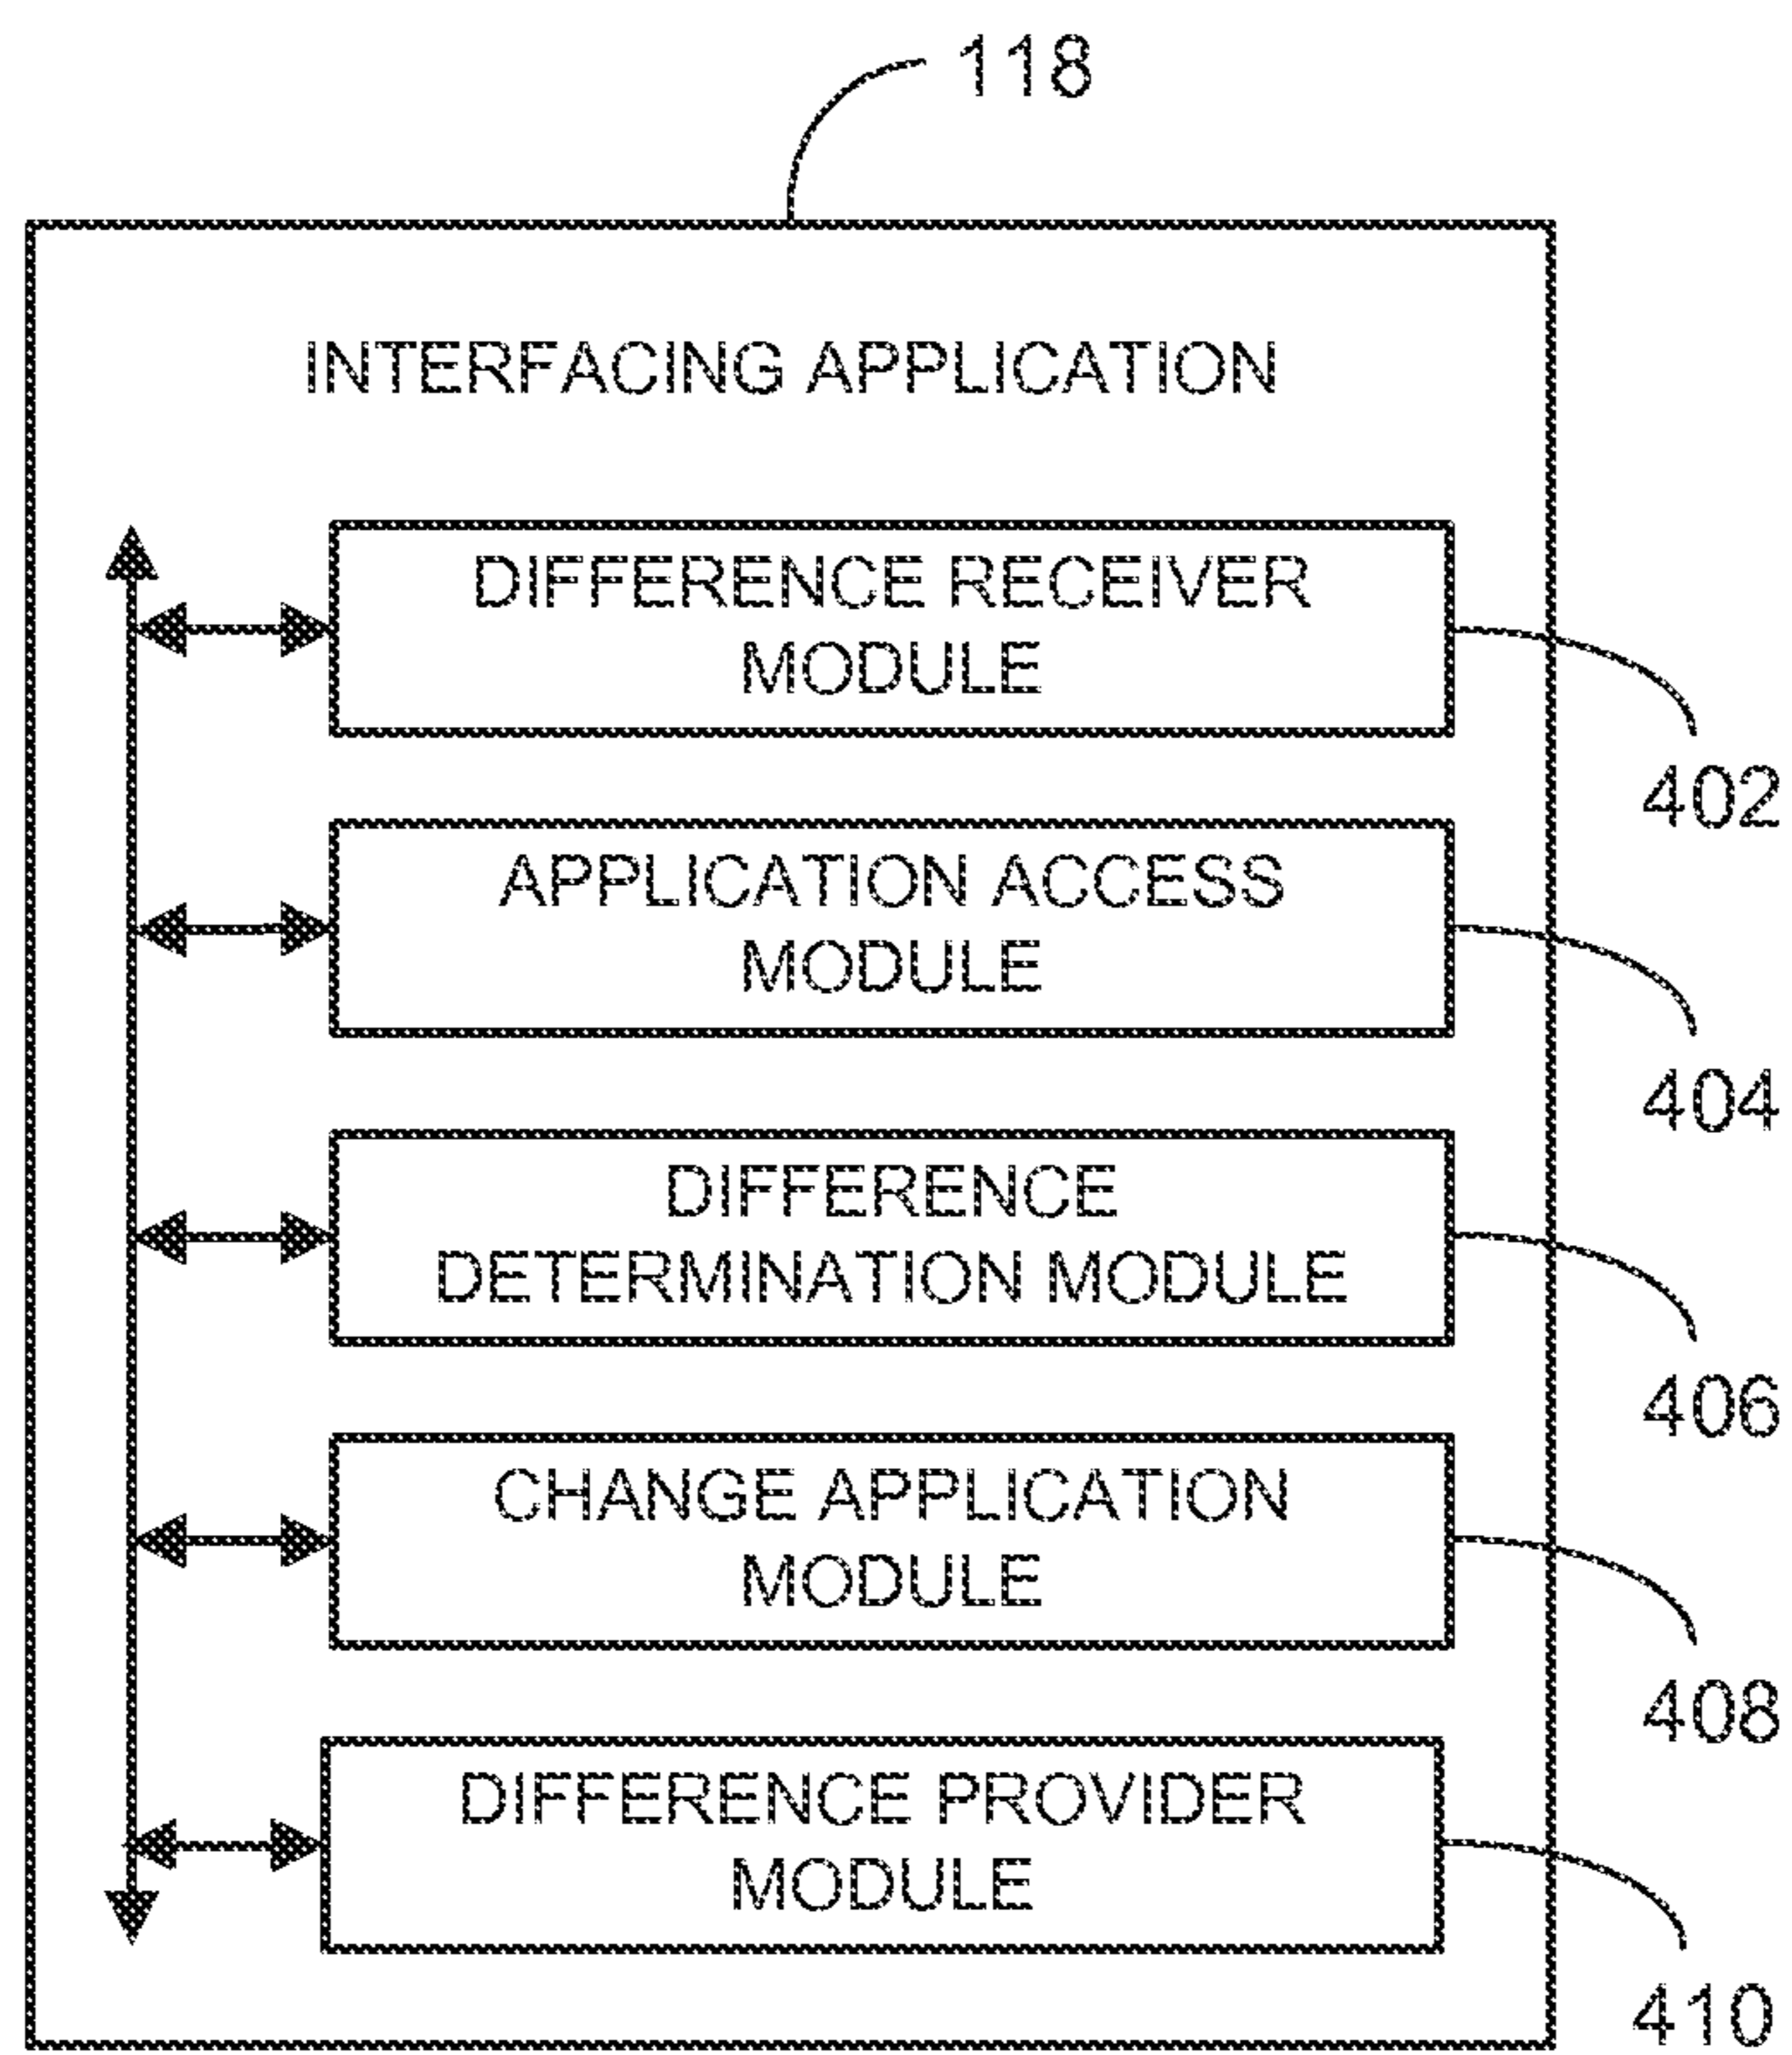 118
INTERFACING APPLICATION
DIFFERENCE RECEIVER
MODULE
402
APPLICATION ACCESS
MODULE
404
DIFFERENCE
DETERMINATION MODULE
406
CHANGE APPLICATION
MODULE
408
DIFFERENCE PROVIDER
MODULE
410